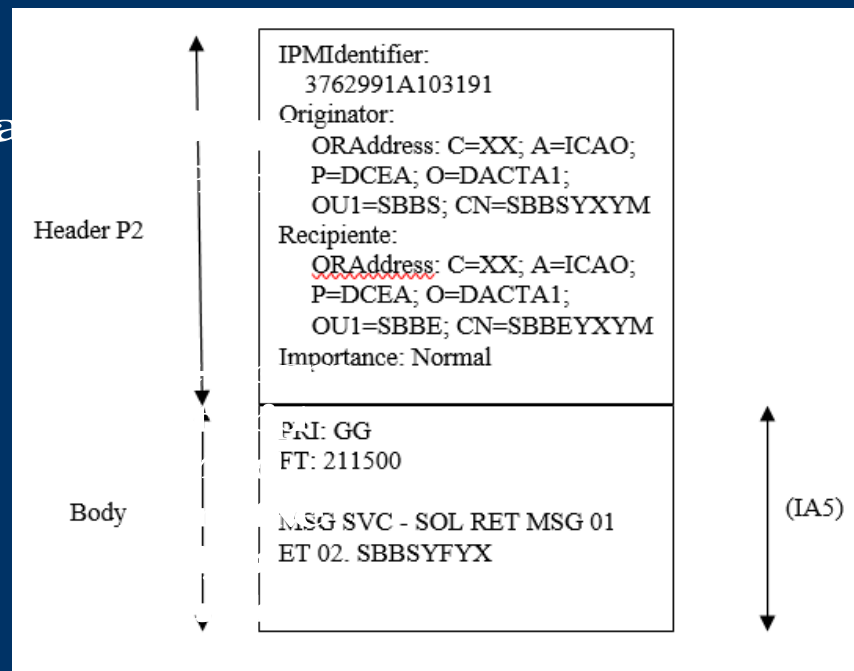 IPMIdentifier:
3762991A103191
Originator:
ORAddress: C=XX; A=ICAO;
P=DCEA; O=DACTA1;
OU1=SBBS; CN=SBBSYXYM
Header P2
Recipiente:
ORAddress: C=XX; A=ICAO;
P=DCEA; O=DACTA1;
OU1=SBBE; CN=SBBEYXYM
Importance: Normal
PRI: GG
FT: 211500
Body
(IA5)
MSG SVC - SOL RET MSG 01
ET 02. SBBSYFYX